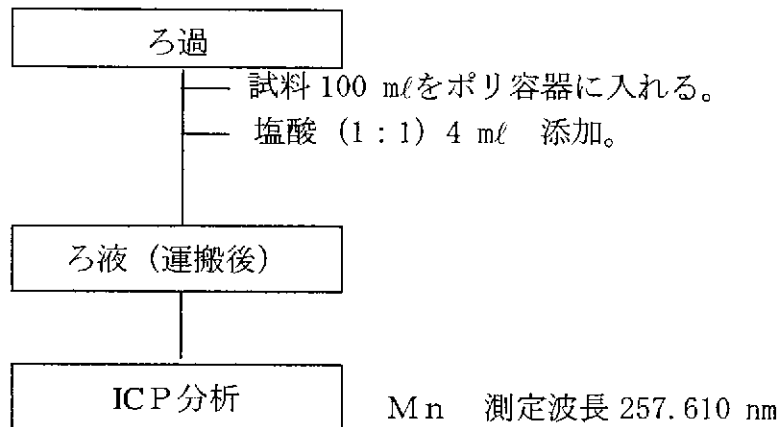 ろ過
試料 100 mℓをポリ容器に入れる。
塩酸 (1:1) 4 mℓ 添加。
ろ液 (運搬後)
ICP分析
Mn 測定波長 257.610 nm